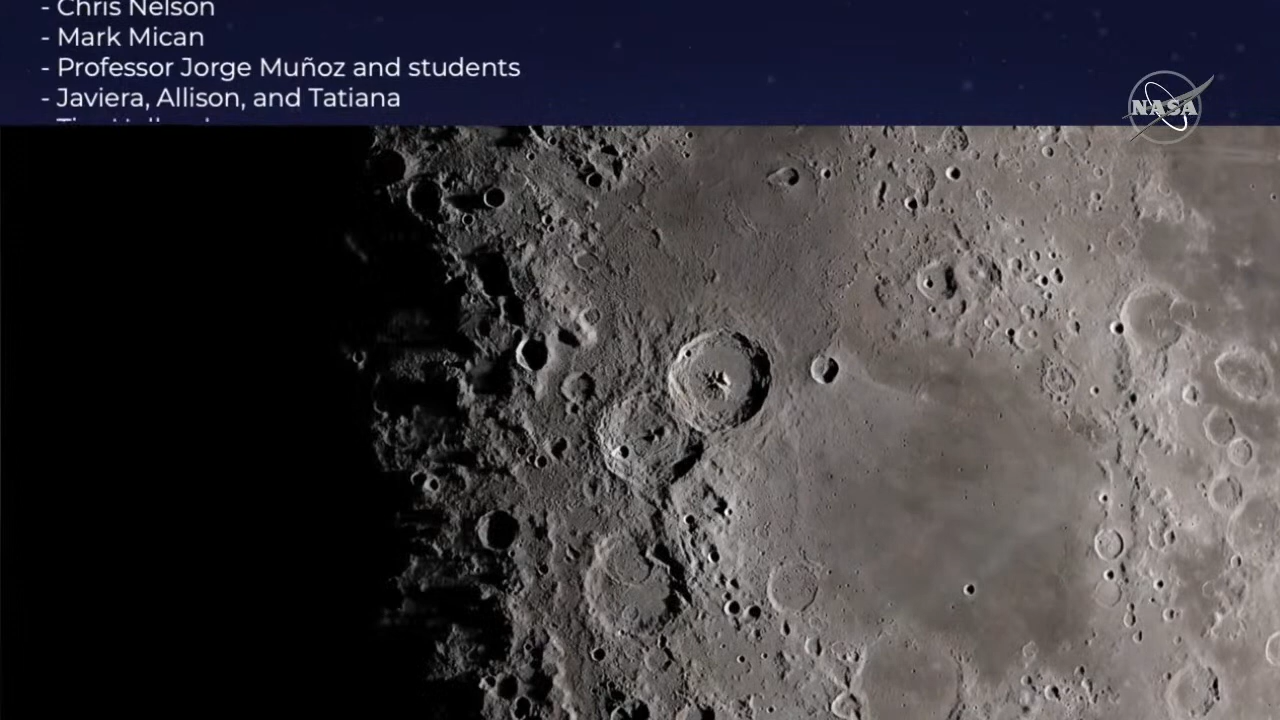 - Chris Nelson
- Mark Mican
- Professor Jorge Muñoz and students
- Javiera, Allison, and Tatiana
NASA